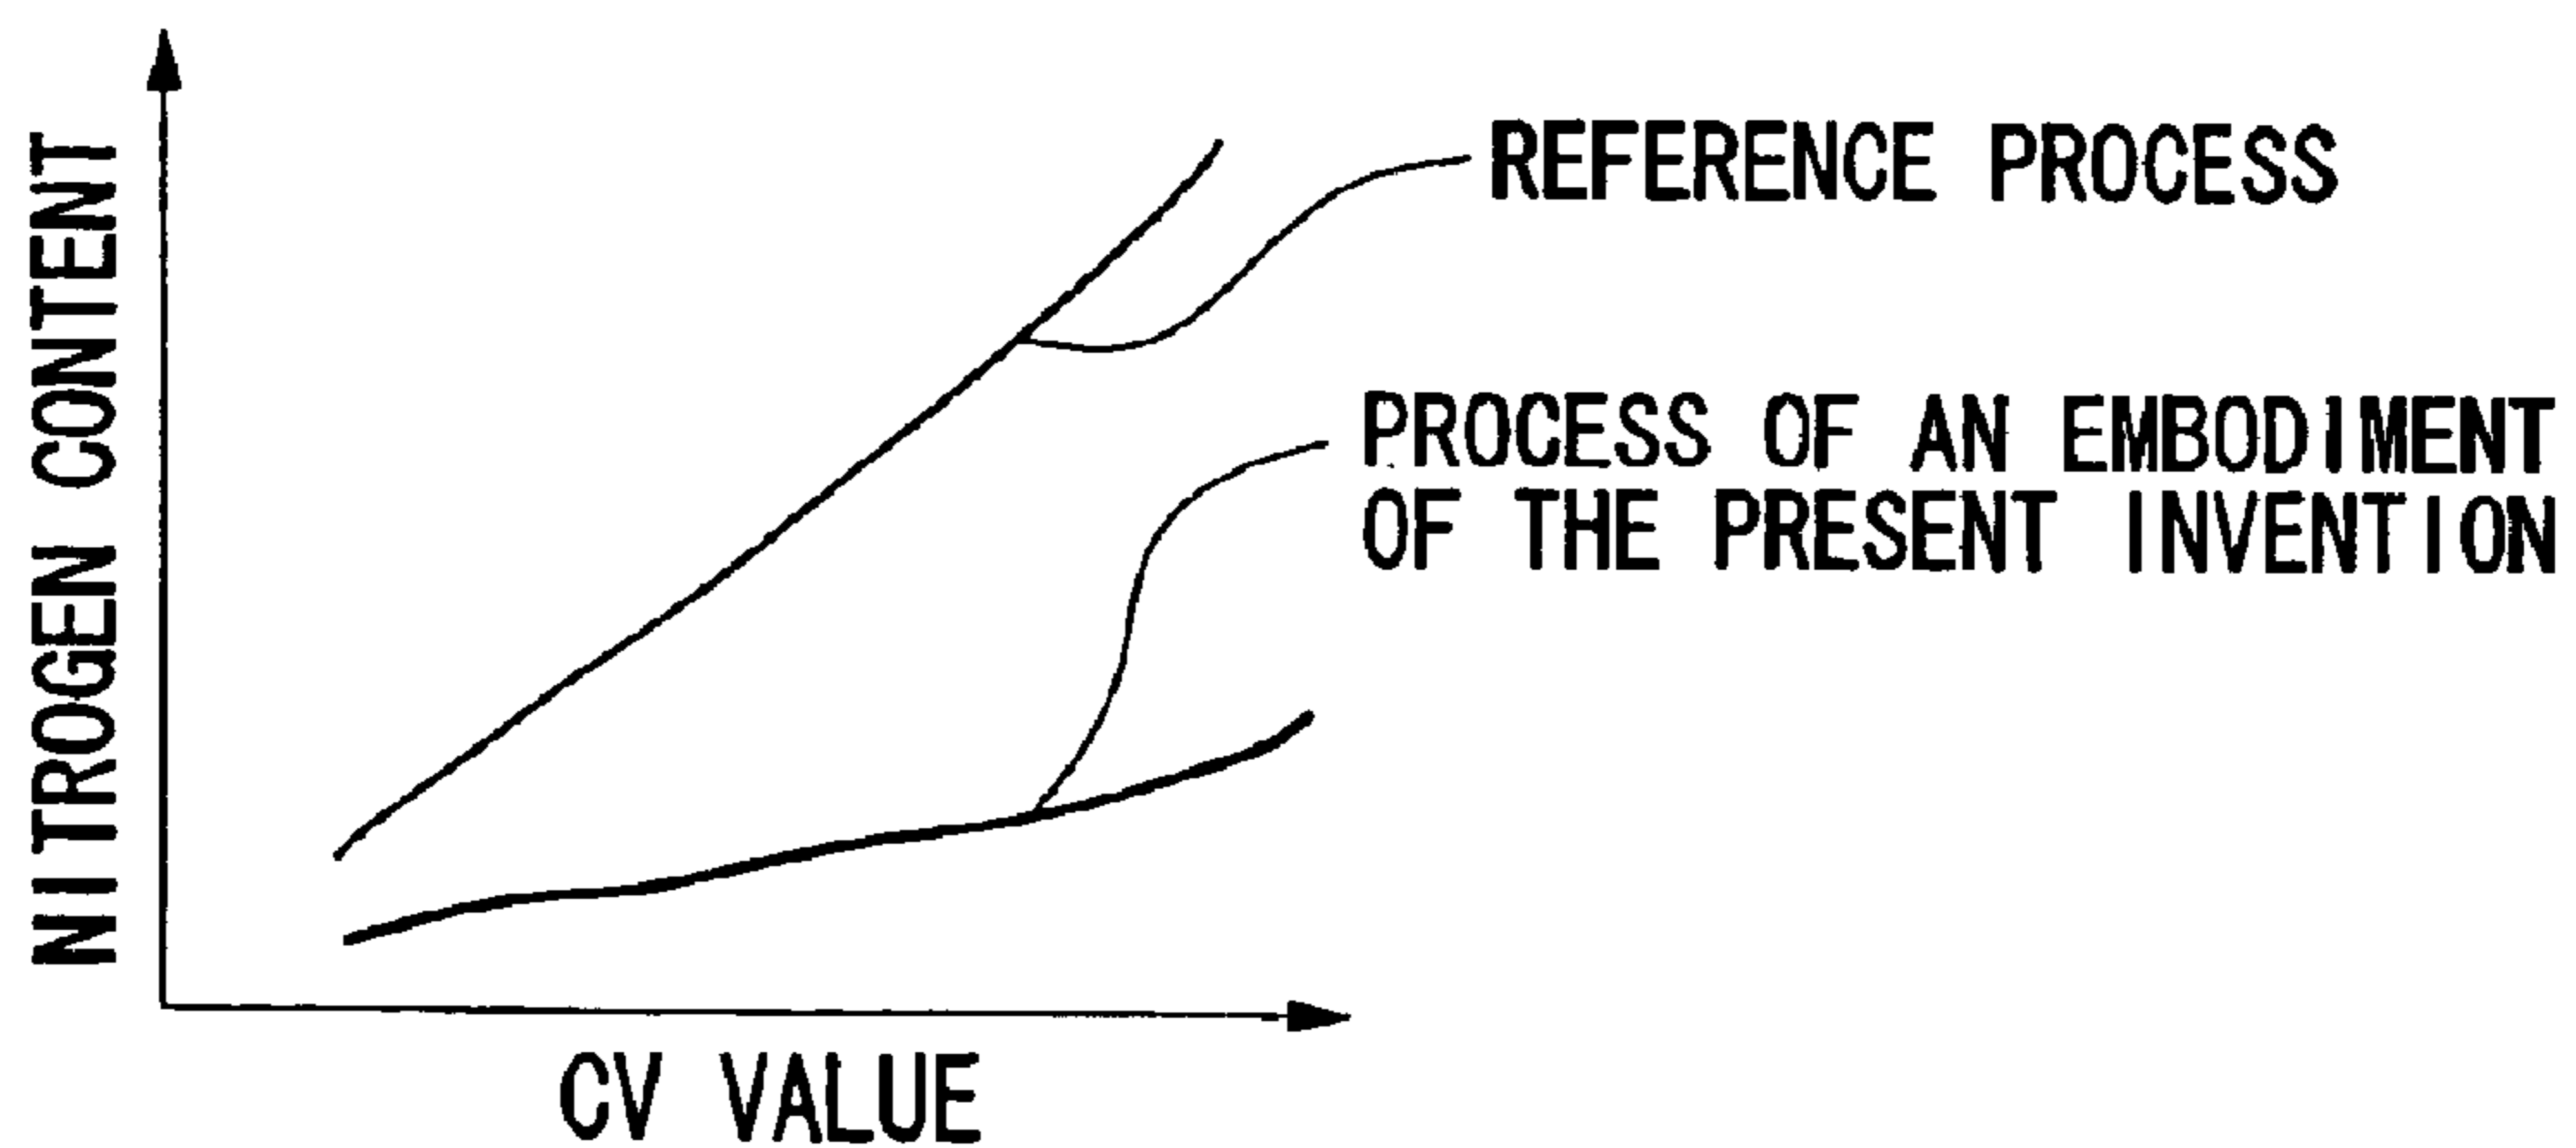 NITROGEN CONTENT
REFERENCE PROCESS
PROCESS OF AN EMBODIMENT
OF THE PRESENT INVENTION
CV VALUE